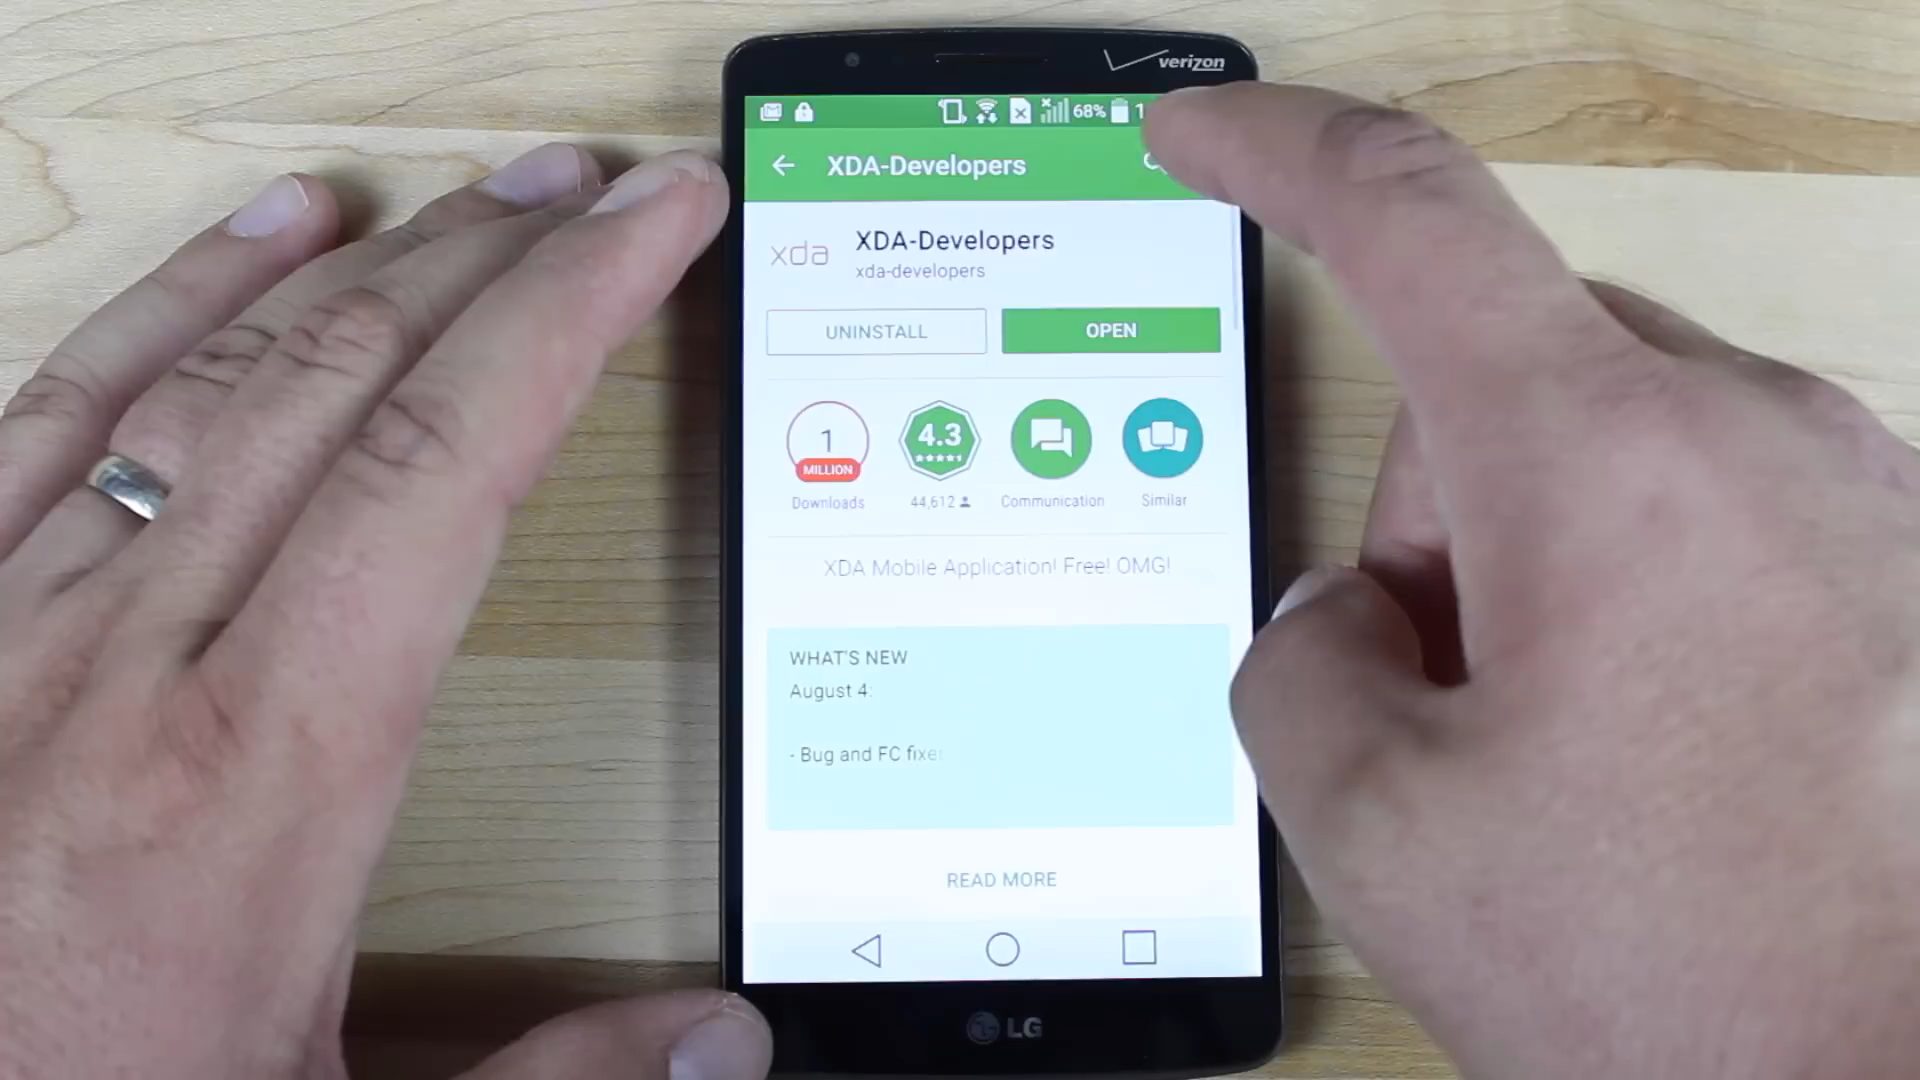 verizon
68%
XDA-Developers
xda
XDA-Developers
xda-developers
UNINSTALL
OPEN
1
MILLION
4.3
Downloads
44,612
Communication
Similar
XDA Mobile Application! Free! OMG!
WHAT'S NEW
August 4:
- Bug and FC fixes
READ MORE
LG